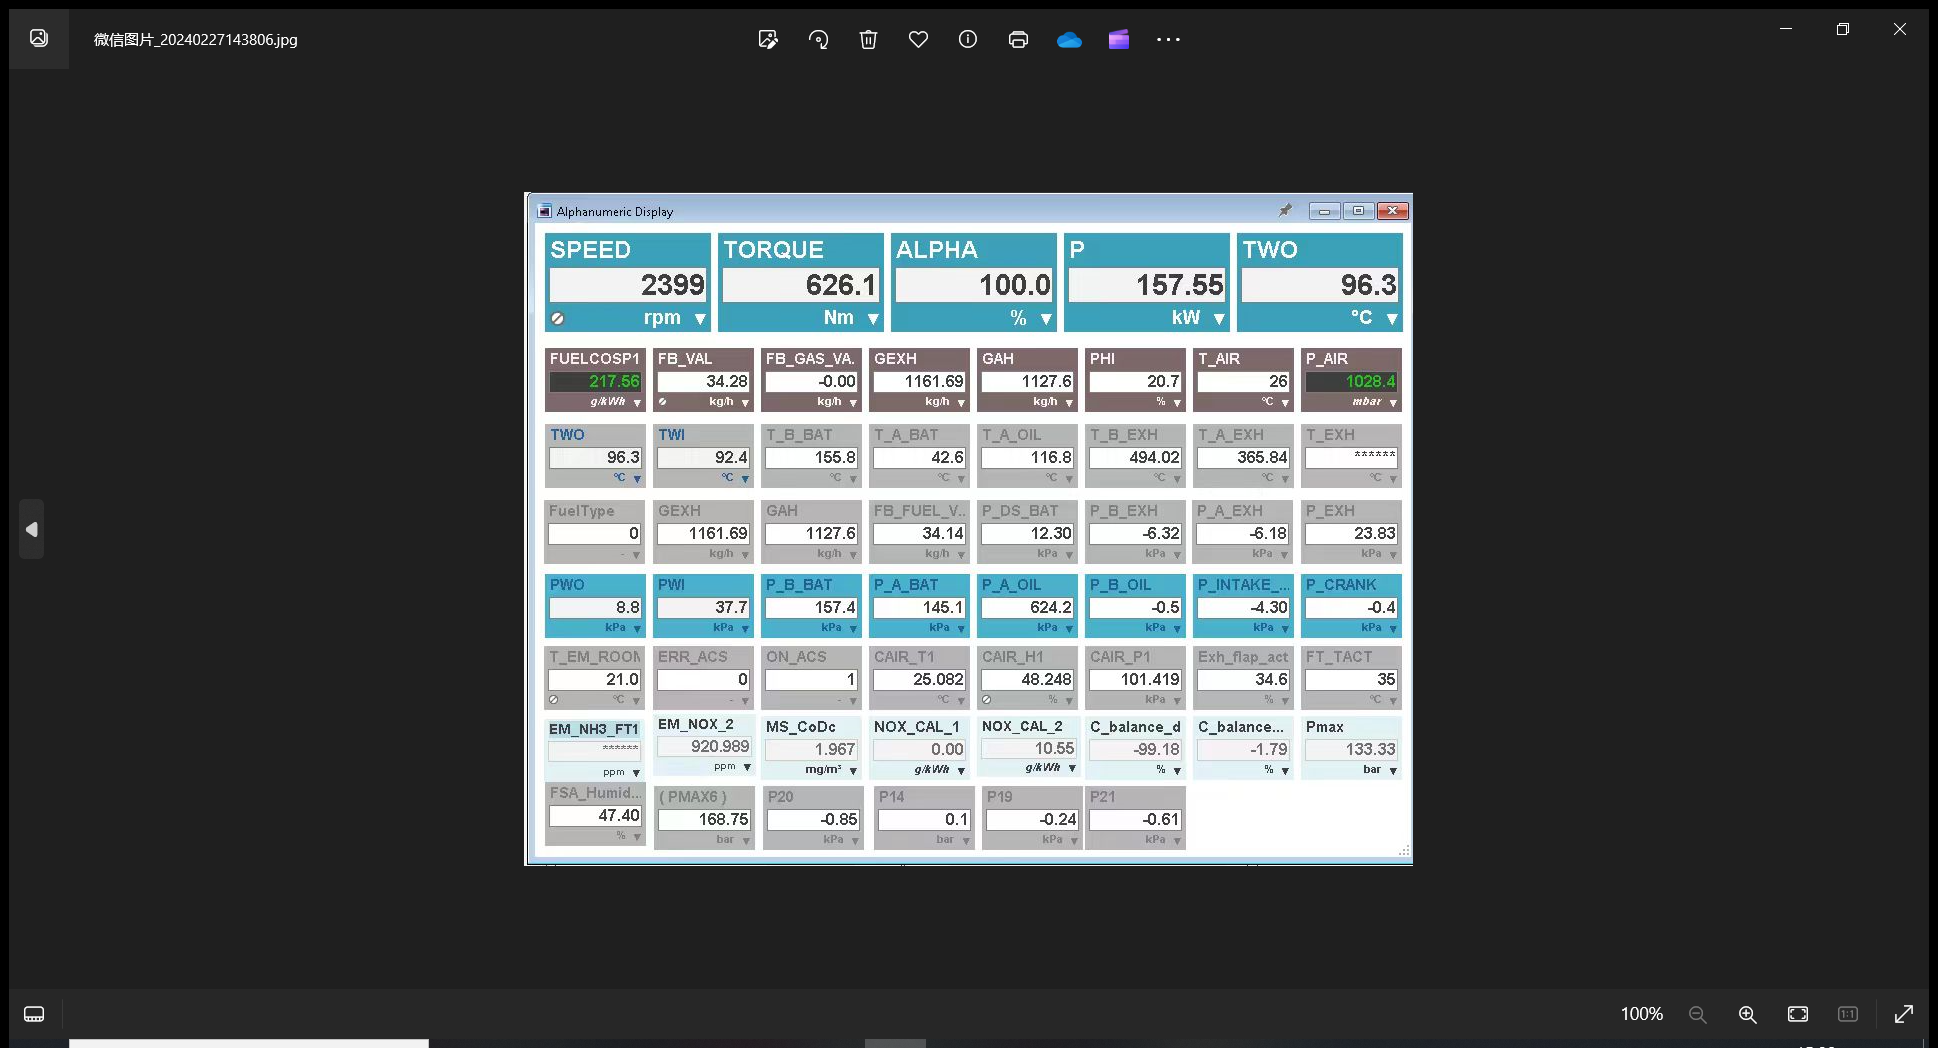 微信图片_20240227143806.jpg
Alphanumeric Display
SPEED TORQUE ALPHA P TWO
2399 626.1 100.0 157.55 96.3
rpm Nm % kW °C
FUELCOSP1 FB_VAL FB_GAS_VA. GEXH GAH PHI T_AIR P_AIR
217.56 34.28 -0.00 1161.69 1127.6 20.7 26 1028.4
g/kWh kg/h kg/h kg/h kg/h % °C mbar
TWO TWI T_B_BAT T_A_BAT T_A_OIL T_B_EXH T_A_EXH T_EXH
96.3 92.4 155.8 42.6 116.8 494.02 365.84 ******
°C °C °C °C °C °C °C °C
FuelType GEXH GAH FB_FUEL_V.. P_DS_BAT P_B_EXH P_A_EXH P_EXH
0 1161.69 1127.6 34.14 12.30 -6.32 -6.18 23.83
- kg/h kg/h kg/h kPa kPa kPa kPa
PWO PWI P_B_BAT P_A_BAT P_A_OIL P_B_OIL P_INTAKE_... P_CRANK
8.8 37.7 157.4 145.1 624.2 -0.5 -4.30 -0.4
kPa kPa kPa kPa kPa kPa kPa kPa
T_EM_ROOM ERR_ACS ON_ACS CAIR_T1 CAIR_H1 CAIR_P1 Exh_flap_act FT_TACT
21.0 0 1 25.082 48.248 101.419 34.6 35
°C - - °C % kPa % °C
EM_NH3_FT1 EM_NOX_2 MS_CoDc NOX_CAL_1 NOX_CAL_2 C_balance_d C_balance... Pmax
****** 920.989 1.967 0.00 10.55 -99.18 -1.79 133.33
ppm ppm mg/m³ g/kWh g/kWh % % bar
FSA_Humid... ( PMAX6 ) P20 P14 P19 P21
47.40 168.75 -0.85 0.1 -0.24 -0.61
% bar kPa bar kPa kPa
100% 1:1